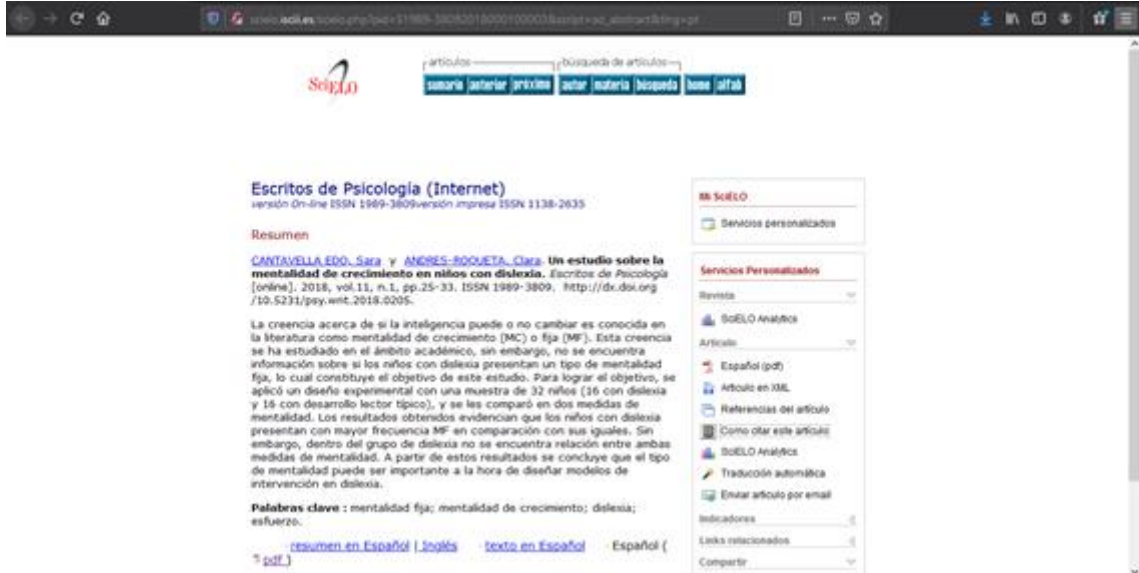 SciELO
artículos
búsqueda de artículos
sumario anterior próximo autor materia búsqueda home alfab
Escritos de Psicología (Internet)
versión On-line ISSN 1989-3809versión impresa ISSN 1138-2635
Resumen
CANTAVELLA EDO, Sara y ANDRES-ROQUETA, Clara. Un estudio sobre la
mentalidad de crecimiento en niños con dislexia. Escritos de Psicología
[online]. 2018, vol.11, n.1, pp.25-33. ISSN 1989-3809. http://dx.doi.org
/10.5231/psy.writ.2018.0205.
La creencia acerca de si la inteligencia puede o no cambiar es conocida en
la literatura como mentalidad de crecimiento (MC) o fija (MF). Esta creencia
se ha estudiado en el ámbito académico, sin embargo, no se encuentra
información sobre si los niños con dislexia presentan un tipo de mentalidad
fija, lo cual constituye el objetivo de este estudio. Para lograr el objetivo, se
aplicó un diseño experimental con una muestra de 32 niños (16 con dislexia
y 16 con desarrollo lector típico), y se les comparó en dos medidas de
mentalidad. Los resultados obtenidos evidencian que los niños con dislexia
presentan con mayor frecuencia MF en comparación con sus iguales. Sin
embargo, dentro del grupo de dislexia no se encuentra relación entre ambas
medidas de mentalidad. A partir de estos resultados se concluye que el tipo
de mentalidad puede ser importante a la hora de diseñar modelos de
intervención en dislexia.
Palabras clave : mentalidad fija; mentalidad de crecimiento; dislexia;
esfuerzo.
resumen en Español | Inglés texto en Español Español (
pdf )
Mi SciELO
Servicios personalizados
Servicios Personalizados
Revista
SciELO Analytics
Articulo
Español (pdf)
Articulo en XML
Referencias del artículo
Como citar este artículo
SciELO Analytics
Traducción automática
Enviar articulo por email
Indicadores
Links relacionados
Compartir